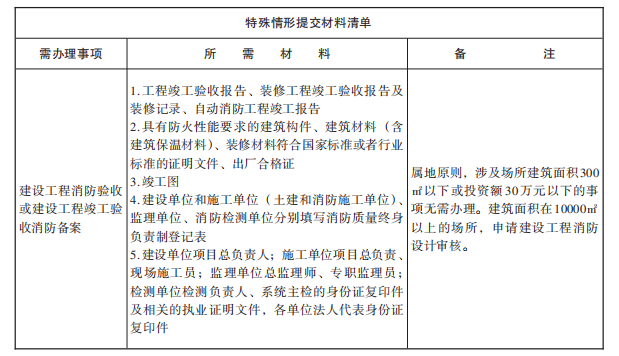 特殊情形提交材料清单
需办理事项
所需材料
备注
建设工程消防验收
或建设工程竣工验
收消防备案
1.工程竣工验收报告、装修工程竣工验收报告及
装修记录、自动消防工程竣工报告
2.具有防火性能要求的建筑构件、建筑材料（含
建筑保温材料）、装修材料符合国家标准或者行业
标准的证明文件、出厂合格证
3.竣工图
4.建设单位和施工单位（土建和消防施工单位）、
监理单位、消防检测单位分别填写消防质量终身
负责制登记表
5.建设单位项目总负责人；施工单位项目总负责、
现场施工员；监理单位总监理师、专职监理员；
检测单位检测负责人、系统主检的身份证复印件
及相关的执业证明文件，各单位法人代表身份证
复印件
属地原则，涉及场所建筑面积300
㎡以下或投资额30万元以下的事
项无需办理。建筑面积在10000㎡
以上的场所，申请建设工程消防
设计审核。